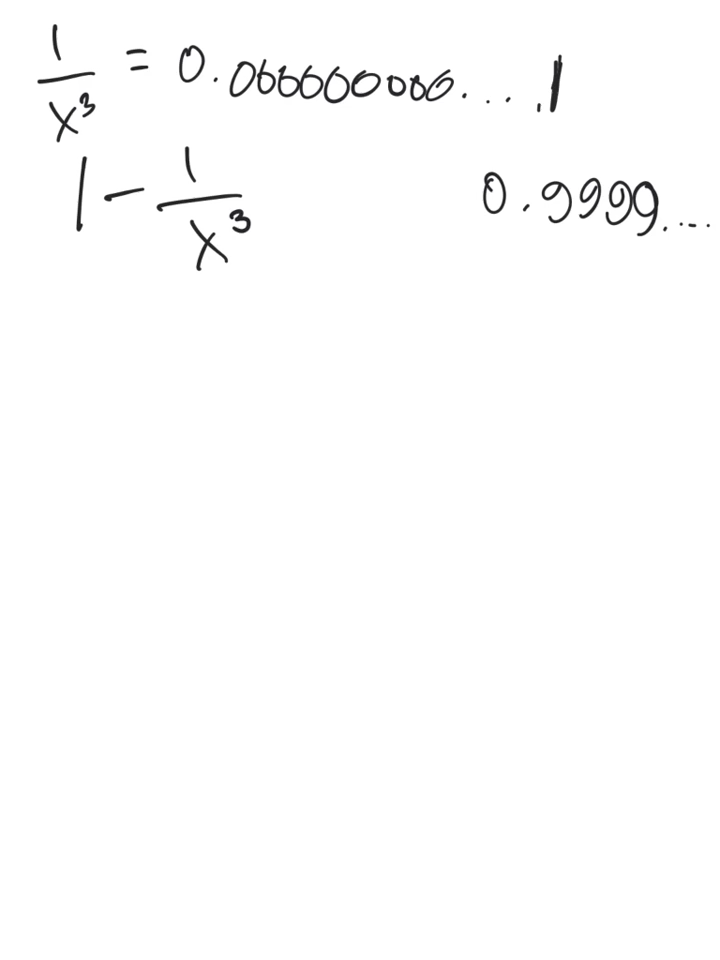 1/x³ = 0.000000000. . . . .1
1 - 1/x³ 0.9999....